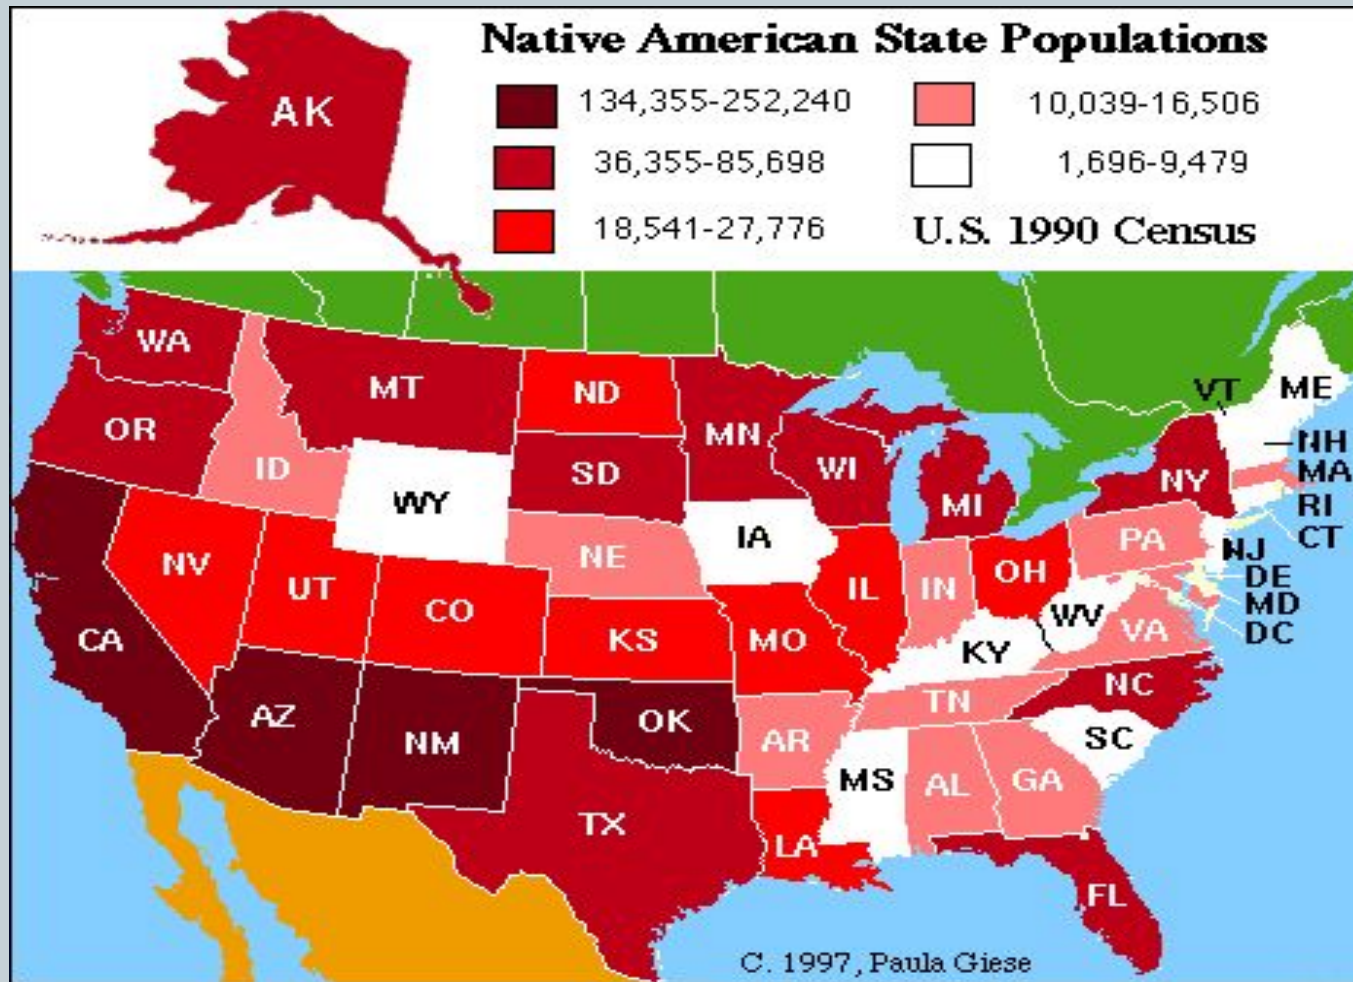 Native American State Populations
134,355-252,240
10,039-16,506
36,355-85,698
1,696-9,479
18,541-27,776
U.S. 1990 Census
AK
WA
MT
ND
MN
VT
ME
OR
ID
SD
WI
MI
NY
NH
MA
WY
RI
IA
PA
CT
NE
NJ
NV
UT
CO
IL
IN
OH
DE
MD
WV
VA
DC
CA
KS
MO
KY
AZ
NM
OK
TN
NC
AR
SC
MS
AL
GA
TX
LA
FL
C. 1997, Paula Giese